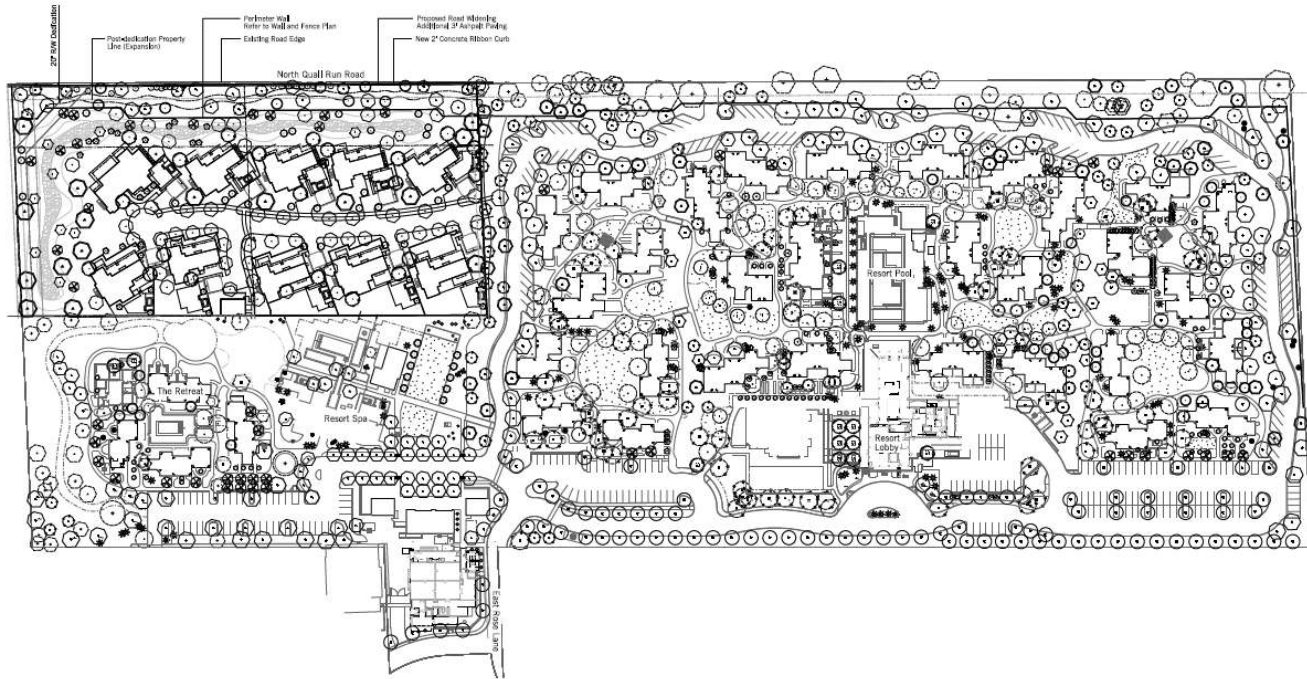 Perimeter Wall
Refer to Wall and Fence Plan
Proposed Road Widening
Additional 3' Asphalt Paving
20' R/W Dedication
Post-dedication Property
Line (Expansion)
Existing Road Edge
New 2' Concrete Ribbon Curb
North Quail Run Road
Resort Pool
The Retreat
Resort Spa
Resort
Lobby
East Rose Lane